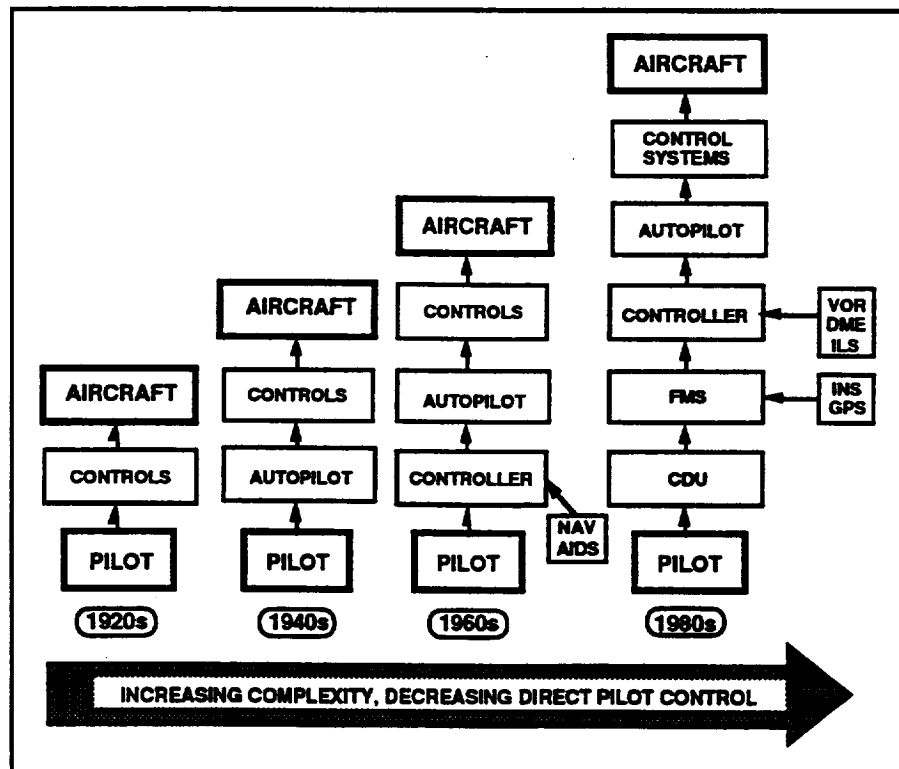 AIRCRAFT
CONTROLS
PILOT
1920s
AIRCRAFT
CONTROLS
AUTOPILOT
PILOT
1940s
AIRCRAFT
CONTROLS
AUTOPILOT
CONTROLLER
NAV
AIDS
PILOT
1960s
AIRCRAFT
CONTROL
SYSTEMS
AUTOPILOT
CONTROLLER
VOR
DME
ILS
FMS
INS
GPS
CDU
PILOT
1980s
INCREASING COMPLEXITY, DECREASING DIRECT PILOT CONTROL